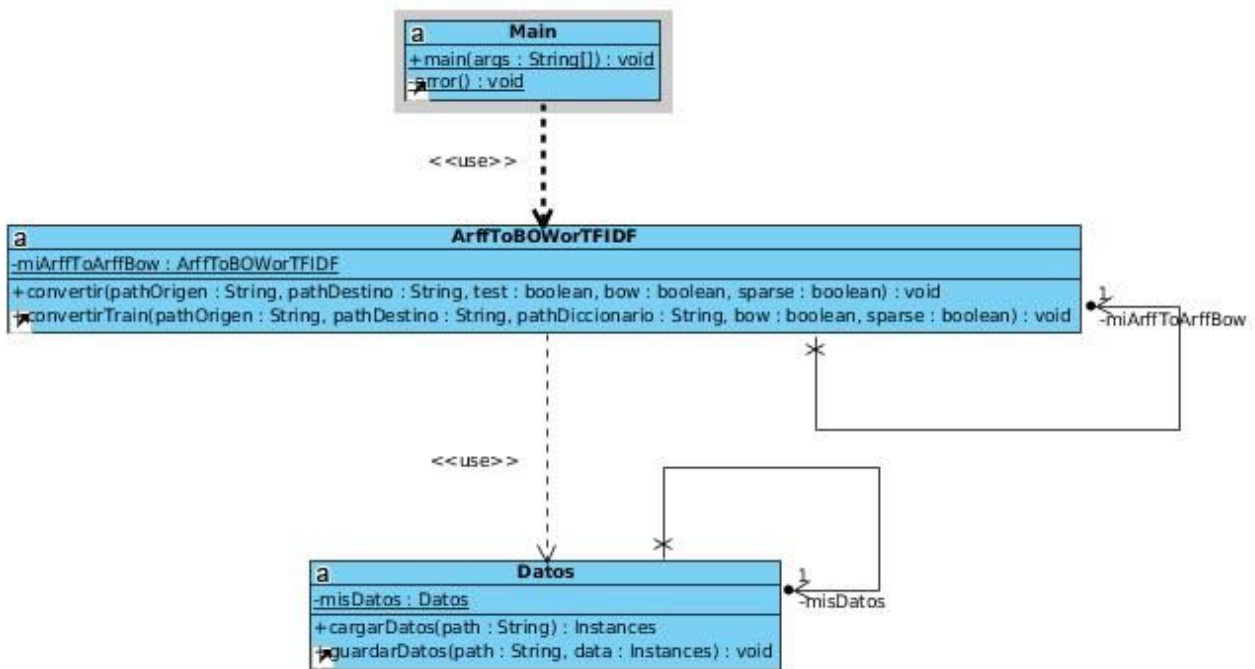 a
Main
+main(args : String[]) : void
-error() : void
<<use>>
a
ArffToBOWorTFIDF
-miArffToArffBow : ArffToBOWorTFIDF
+convertir(pathOrigen : String, pathDestino : String, test : boolean, bow : boolean, sparse : boolean) : void
+convertirTrain(pathOrigen : String, pathDestino : String, pathDiccionario : String, bow : boolean, sparse : boolean) : void
1
-miArffToArffBow
<<use>>
a
Datos
-misDatos : Datos
+cargarDatos(path : String) : Instances
+guardarDatos(path : String, data : Instances) : void
1
-misDatos